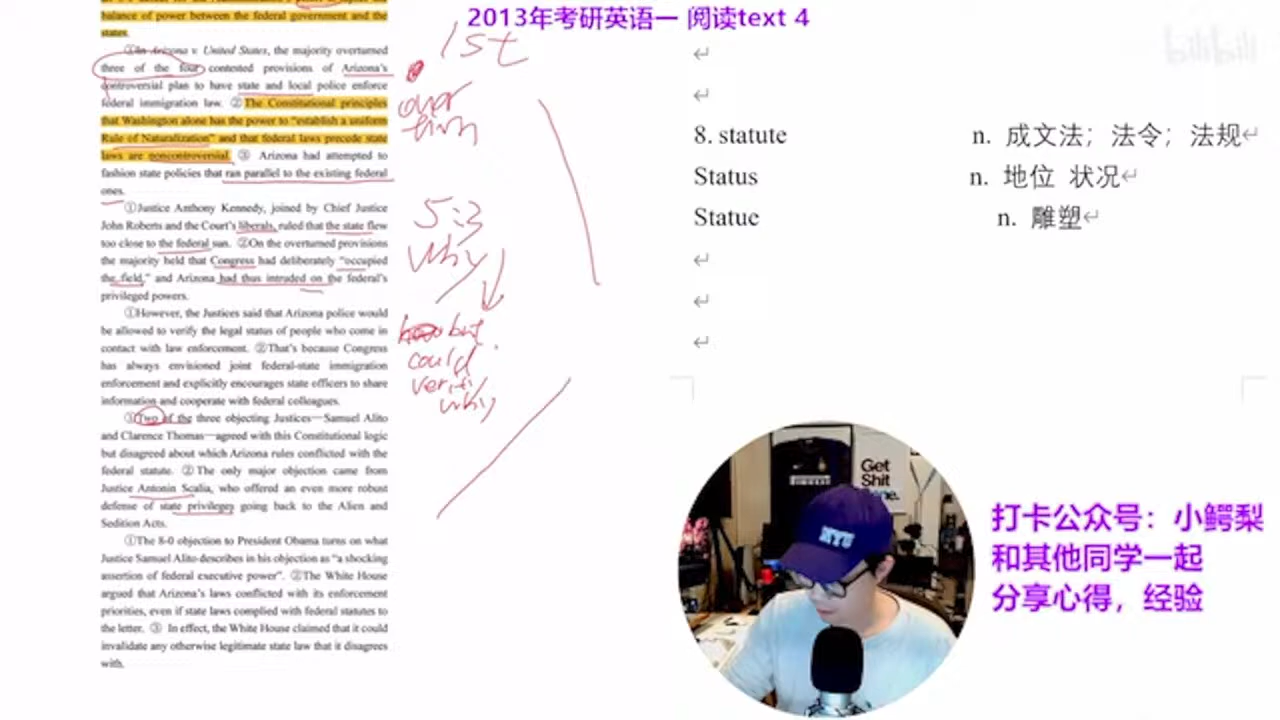 2013年考研英语一 阅读text 4
balance of power between the federal government and the
states.
①In Arizona v. United States, the majority overturned
three of the four contested provisions of Arizona's
controversial plan to have state and local police enforce
federal immigration law. ②The Constitutional principles
that Washington alone has the power to "establish a uniform
Rule of Naturalization" and that federal laws precede state
laws are noncontroversial. ③ Arizona had attempted to
fashion state policies that ran parallel to the existing federal
ones.
①Justice Anthony Kennedy, joined by Chief Justice
John Roberts and the Court's liberals, ruled that the state flew
too close to the federal sun. ②On the overturned provisions
the majority held that Congress had deliberately "occupied
the field," and Arizona had thus intruded on the federal's
privileged powers.
①However, the Justices said that Arizona police would
be allowed to verify the legal status of people who come in
contact with law enforcement. ②That's because Congress
has always envisioned joint federal-state immigration
enforcement and explicitly encourages state officers to share
information and cooperate with federal colleagues.
①Two of the three objecting Justices—Samuel Alito
and Clarence Thomas—agreed with this Constitutional logic
but disagreed about which Arizona rules conflicted with the
federal statute. ②The only major objection came from
Justice Antonin Scalia, who offered an even more robust
defense of state privileges going back to the Alien and
Sedition Acts.
①The 8-0 objection to President Obama turns on what
Justice Samuel Alito describes in his objection as "a shocking
assertion of federal executive power". ②The White House
argued that Arizona's laws conflicted with its enforcement
priorities, even if state laws complied with federal statutes to
the letter. ③ In effect, the White House claimed that it could
invalidate any otherwise legitimate state law that it disagrees
with.
1st
over
turn
5:3
why
but
could
verifi
why
bilibili
8. statute n. 成文法；法令；法规
Status n. 地位 状况
Statue n. 雕塑
Get
Shit
NYU
打卡公众号：小鳄梨
和其他同学一起
分享心得，经验